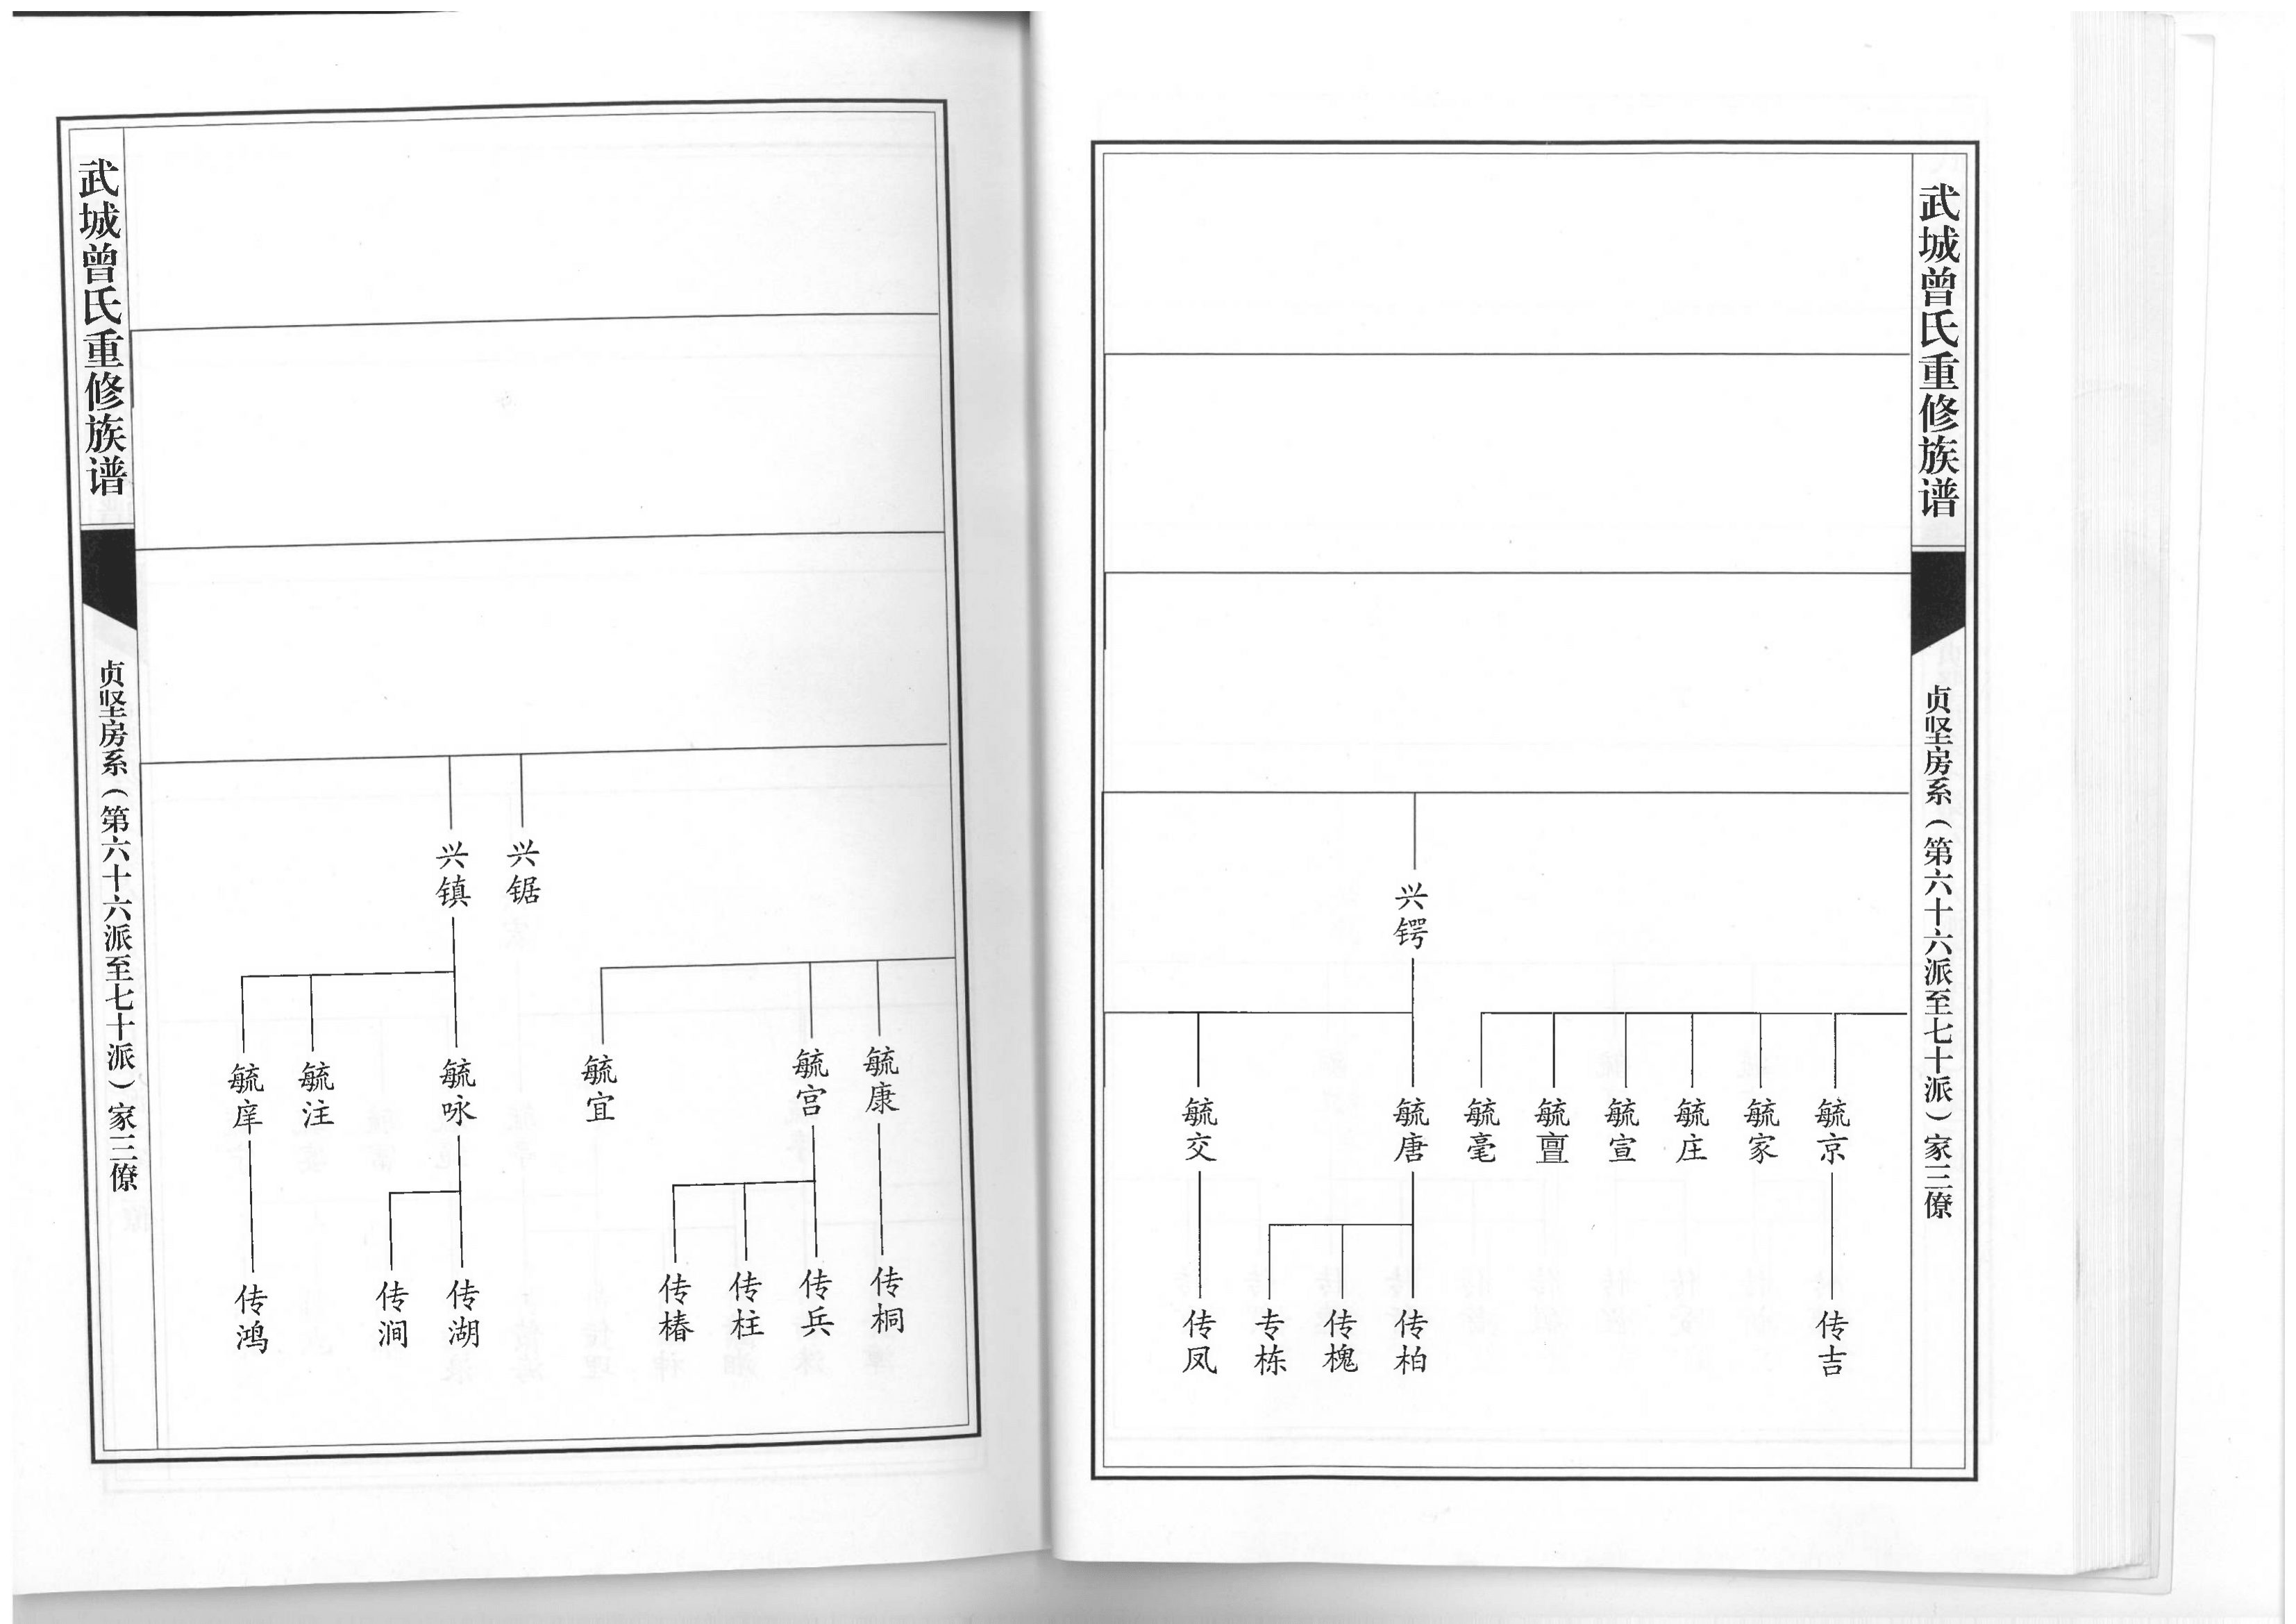 武城曾氏重修族谱
贞坚房系（第六十六派至七十派）家三僚
兴锷
毓京
毓家
毓庄
毓宣
毓亶
毓毫
毓唐
毓交
传吉
传柏
传槐
专栋
传凤
兴锯
兴镇
毓康
毓宫
毓宜
毓咏
毓注
毓庠
传桐
传兵
传柱
传椿
传湖
传涧
传鸿
武城曾氏重修族谱
贞坚房系（第六十六派至七十派）家三僚